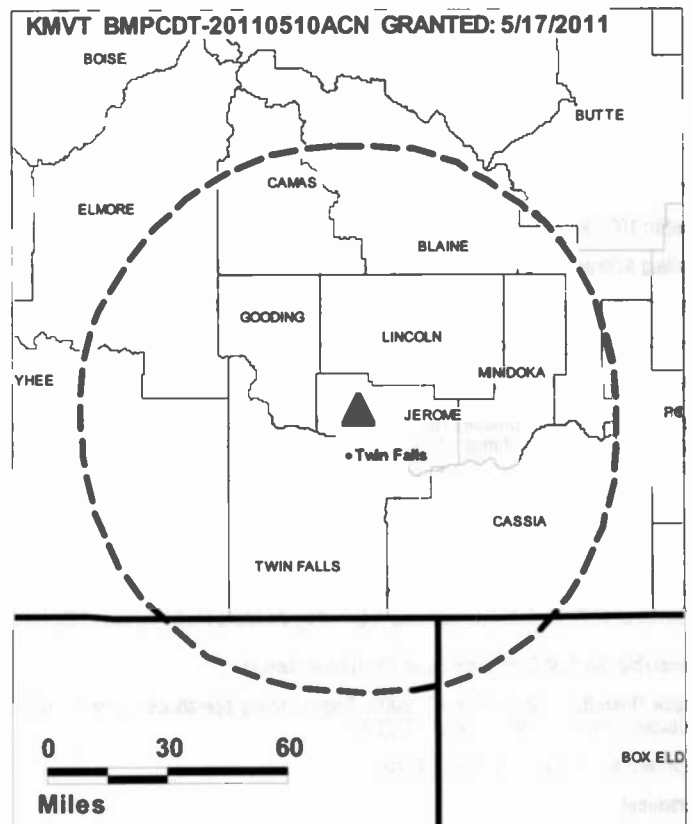 KMVT BMPCDT-20110510ACN GRANTED: 5/17/2011
BOISE
BUTTE
CAMAS
ELMORE
BLAINE
GOODING
LINCOLN
MINIDOKA
YHEE
JEROME
Twin Falls
CASSIA
TWIN FALLS
0 30 60
BOX ELD
Miles